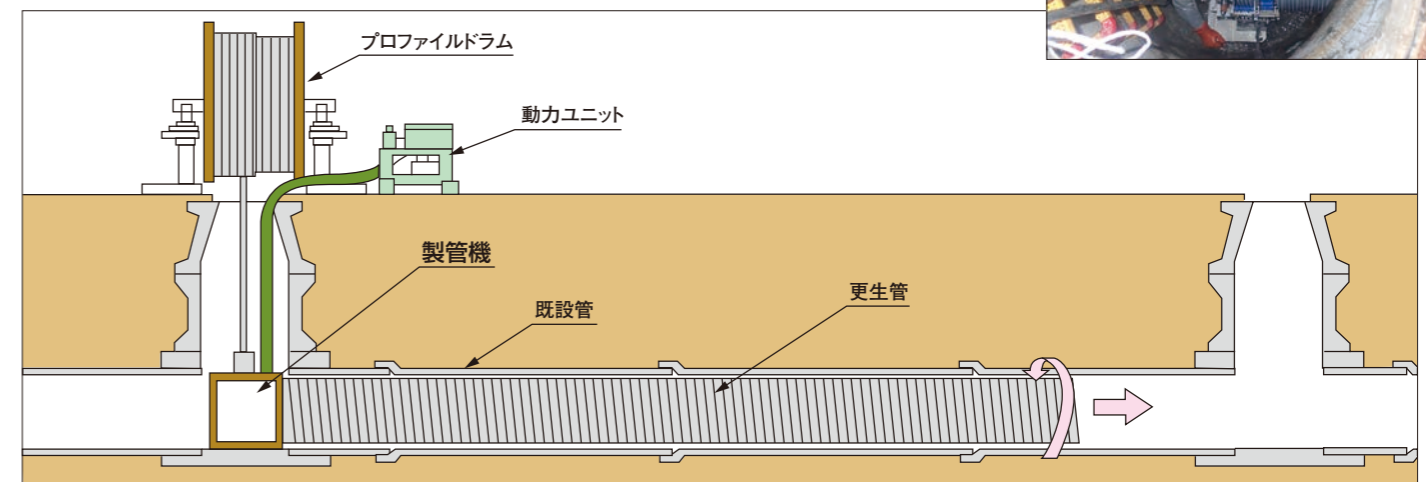 プロファイルドラム
動力ユニット
製管機
既設管
更生管